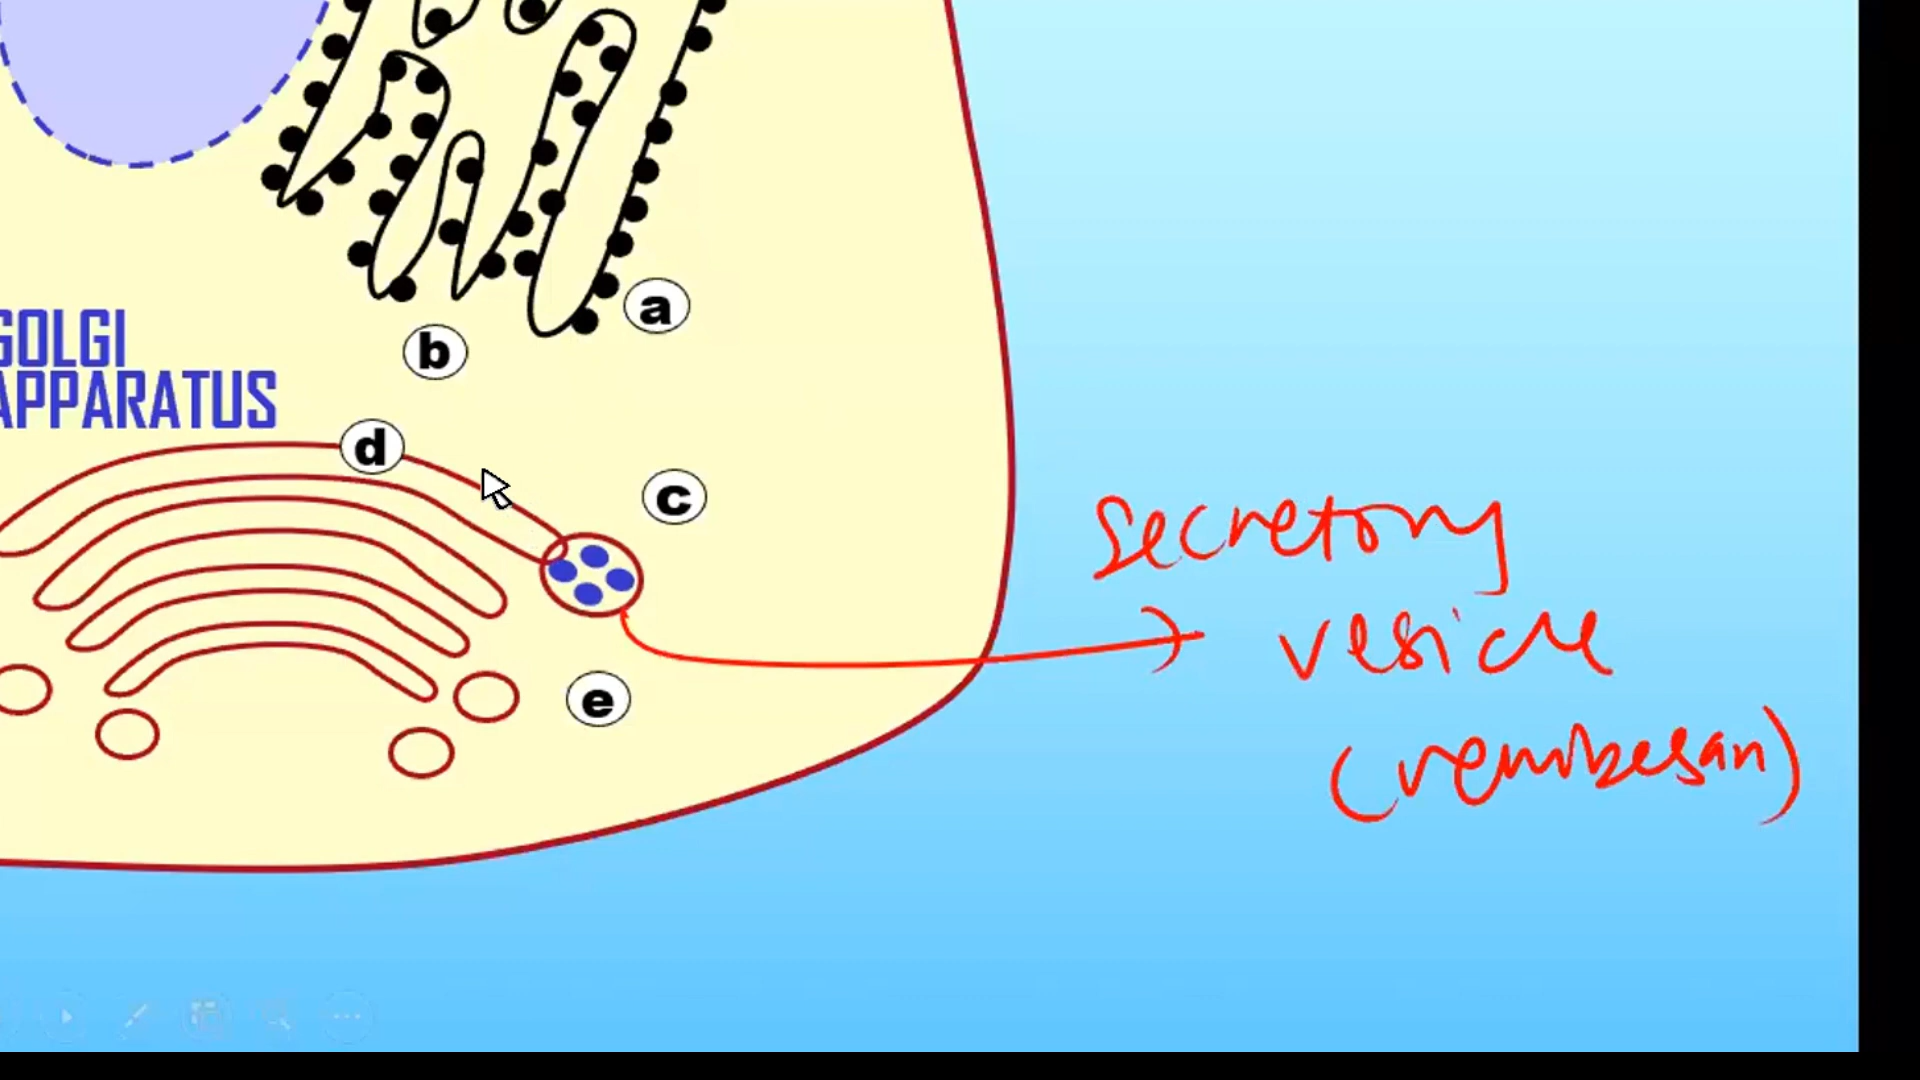 a
b
GOLGI
APPARATUS
d
c
secretory
vesicle
(rembesan)
e